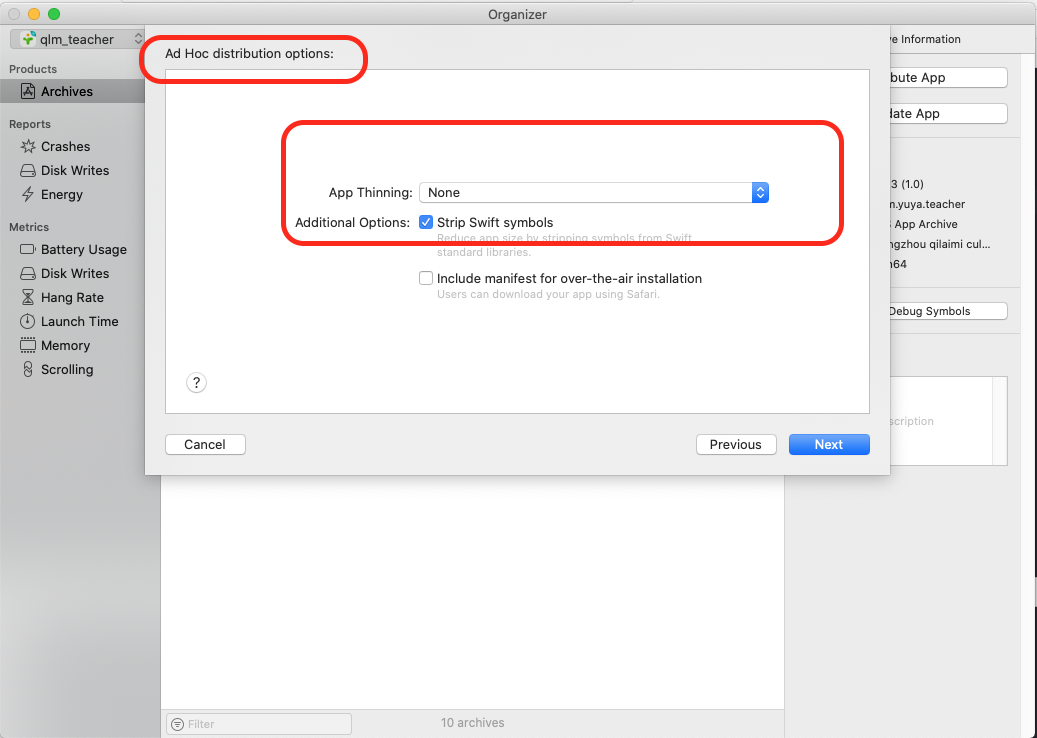 Organizer
qlm_teacher
Products
Archives
Reports
Crashes
Disk Writes
Energy
Metrics
Battery Usage
Disk Writes
Hang Rate
Launch Time
Memory
Scrolling
Ad Hoc distribution options:
App Thinning: None
Additional Options: Strip Swift symbols
Reduce app size by stripping symbols from Swift
standard libraries.
Include manifest for over-the-air installation
Users can download your app using Safari.
?
Cancel
Previous
Next
ve Information
bute App
date App
3 (1.0)
m.yuya.teacher
App Archive
ngzhou qilaimi cul...
Debug Symbols
scription
Filter
10 archives